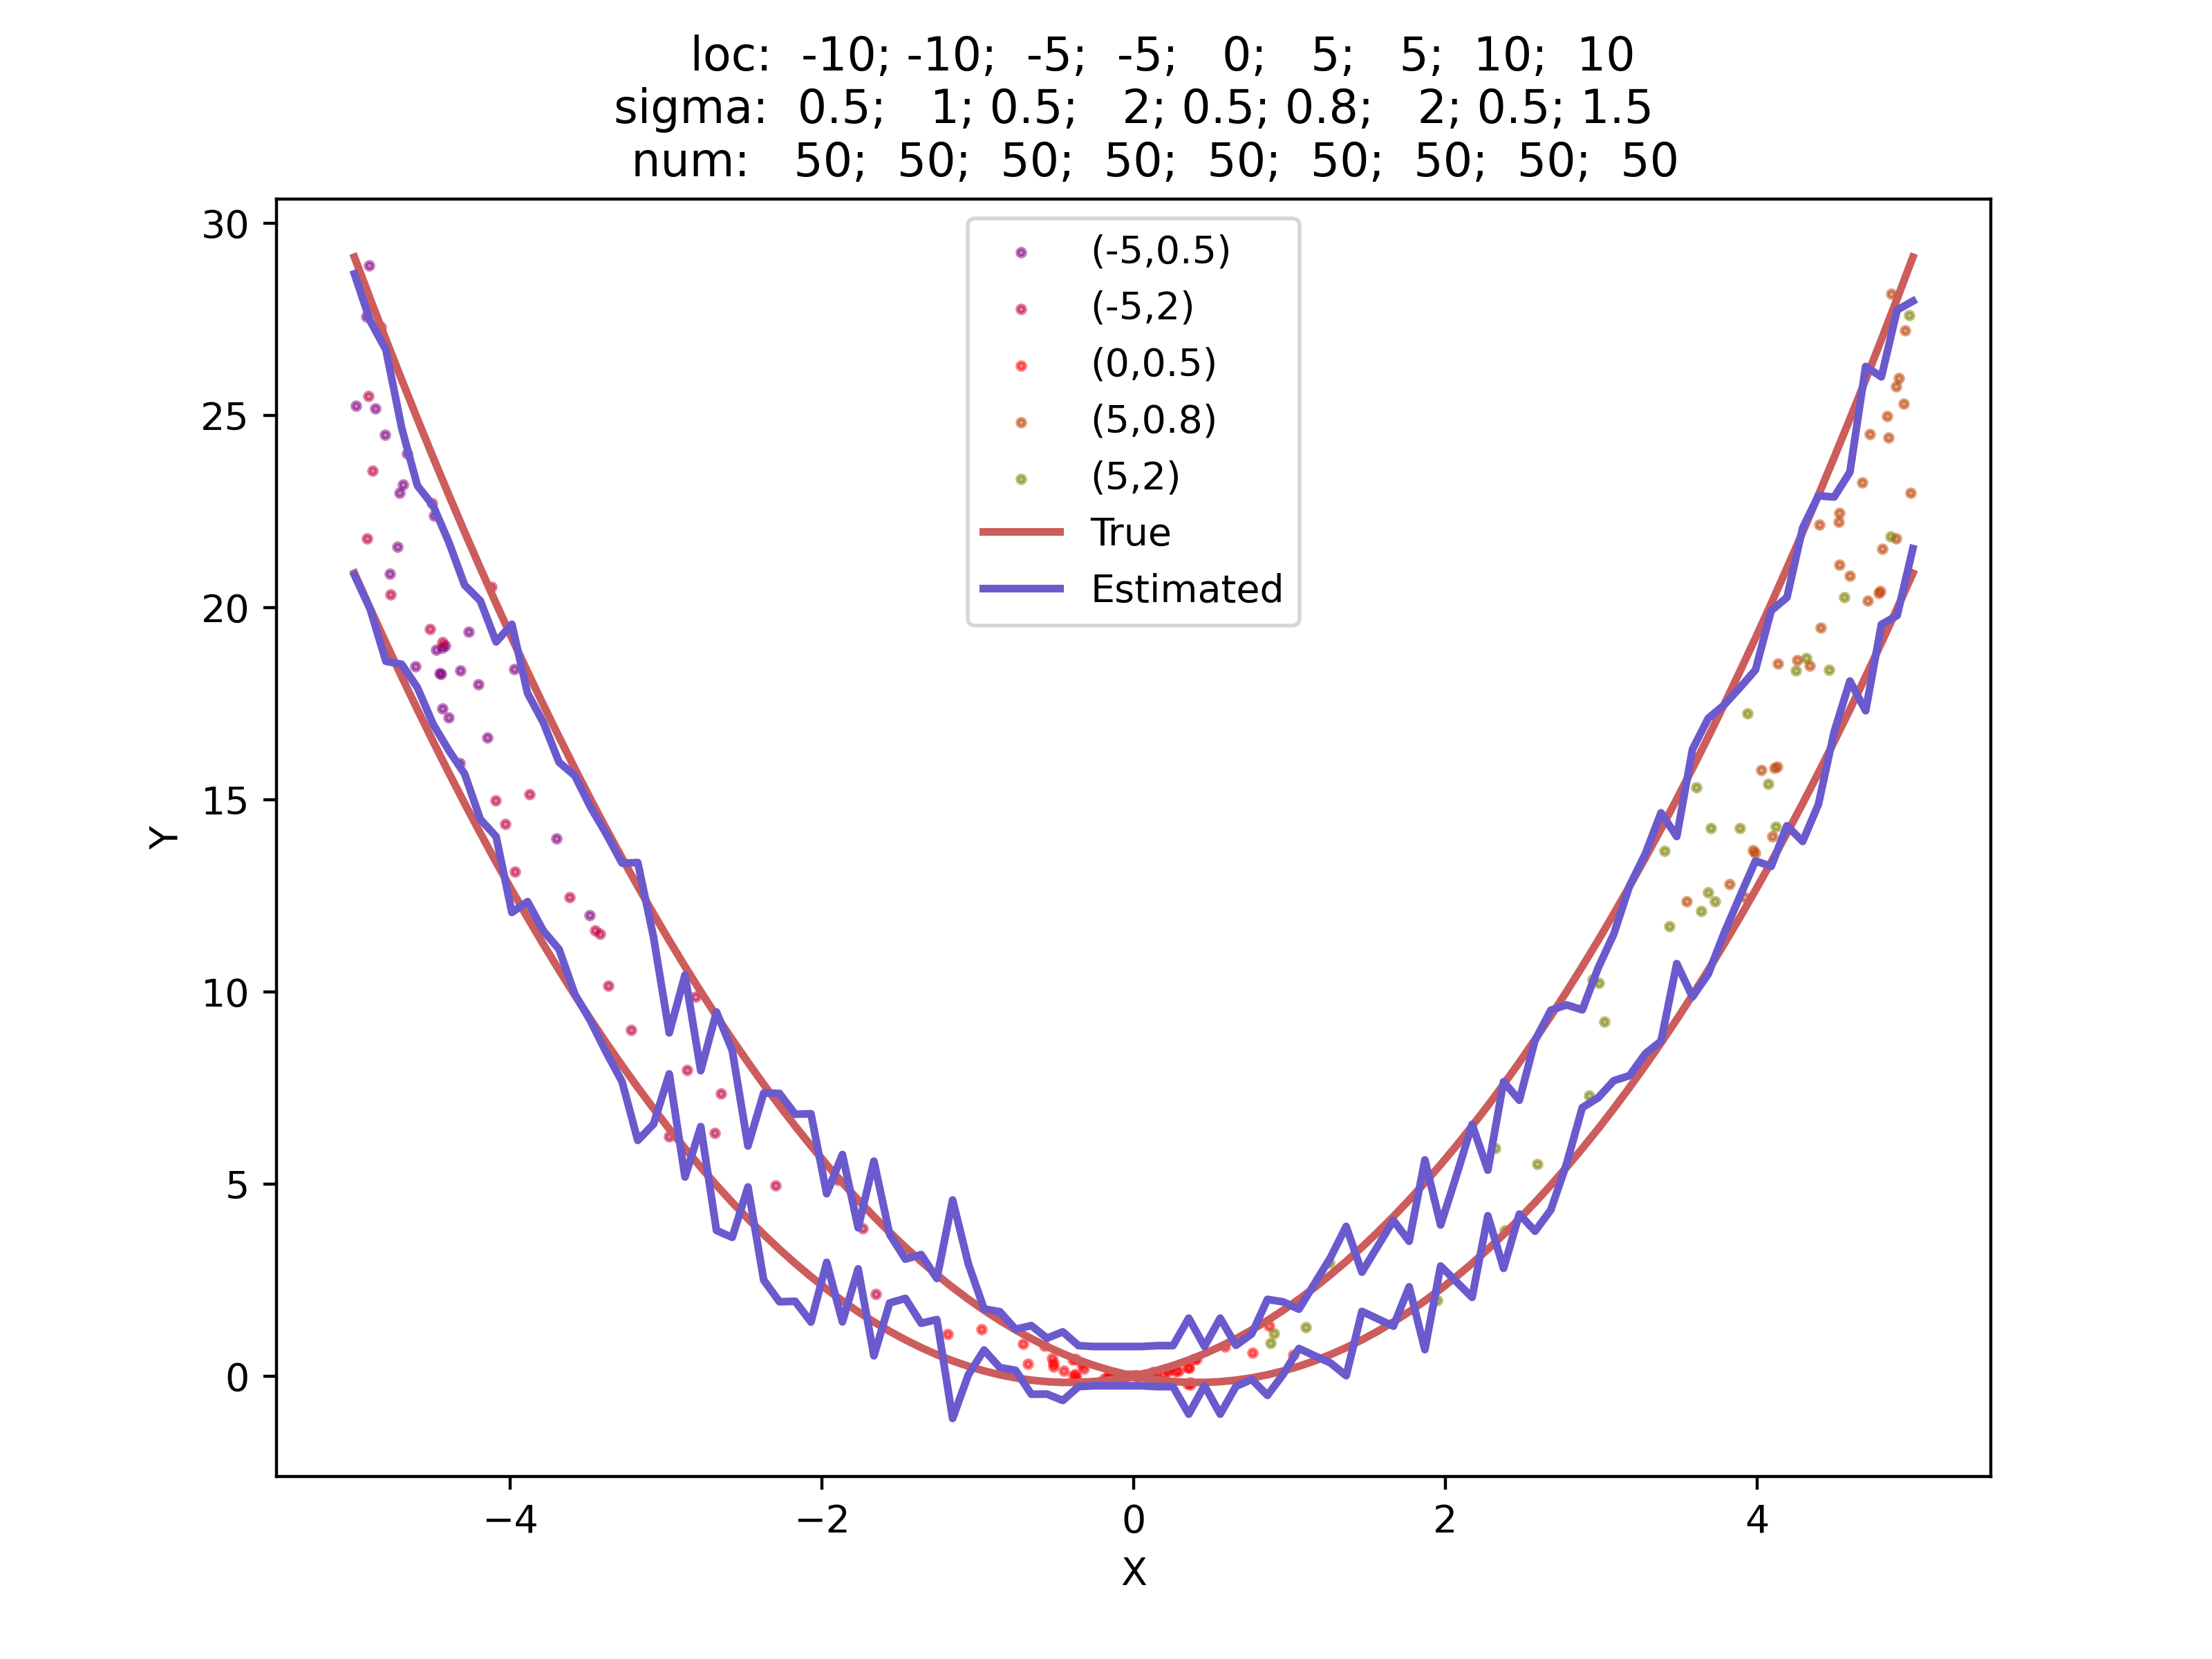 loc: -10; -10; -5; -5; 0; 5; 5; 10; 10
sigma: 0.5; 1; 0.5; 2; 0.5; 0.8; 2; 0.5; 1.5
num: 50; 50; 50; 50; 50; 50; 50; 50; 50
30
25
20
15
10
5
0
Y
(-5,0.5)
(-5,2)
(0,0.5)
(5,0.8)
(5,2)
True
Estimated
−4 −2 0 2 4
X